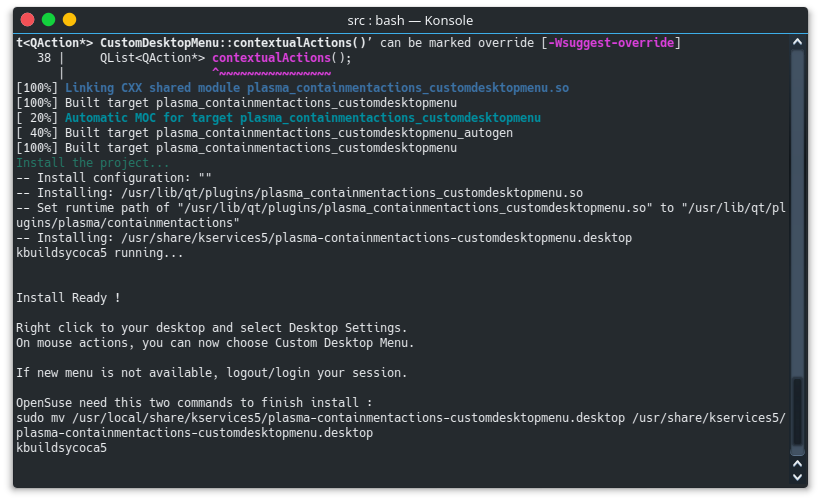 src : bash — Konsole
t<QAction*> CustomDesktopMenu::contextualActions()’ can be marked override [-Wsuggest-override]
   38 |     QList<QAction*> contextualActions();
      |                     ^~~~~~~~~~~~~~~~~
[100%] Linking CXX shared module plasma_containmentactions_customdesktopmenu.so
[100%] Built target plasma_containmentactions_customdesktopmenu
[ 20%] Automatic MOC for target plasma_containmentactions_customdesktopmenu
[ 40%] Built target plasma_containmentactions_customdesktopmenu_autogen
[100%] Built target plasma_containmentactions_customdesktopmenu
Install the project...
-- Install configuration: ""
-- Installing: /usr/lib/qt/plugins/plasma_containmentactions_customdesktopmenu.so
-- Set runtime path of "/usr/lib/qt/plugins/plasma_containmentactions_customdesktopmenu.so" to "/usr/lib/qt/pl
ugins/plasma/containmentactions"
-- Installing: /usr/share/kservices5/plasma-containmentactions-customdesktopmenu.desktop
kbuildsycoca5 running...
Install Ready !
Right click to your desktop and select Desktop Settings.
On mouse actions, you can now choose Custom Desktop Menu.
If new menu is not available, logout/login your session.
OpenSuse need this two commands to finish install :
sudo mv /usr/local/share/kservices5/plasma-containmentactions-customdesktopmenu.desktop /usr/share/kservices5/
plasma-containmentactions-customdesktopmenu.desktop
kbuildsycoca5